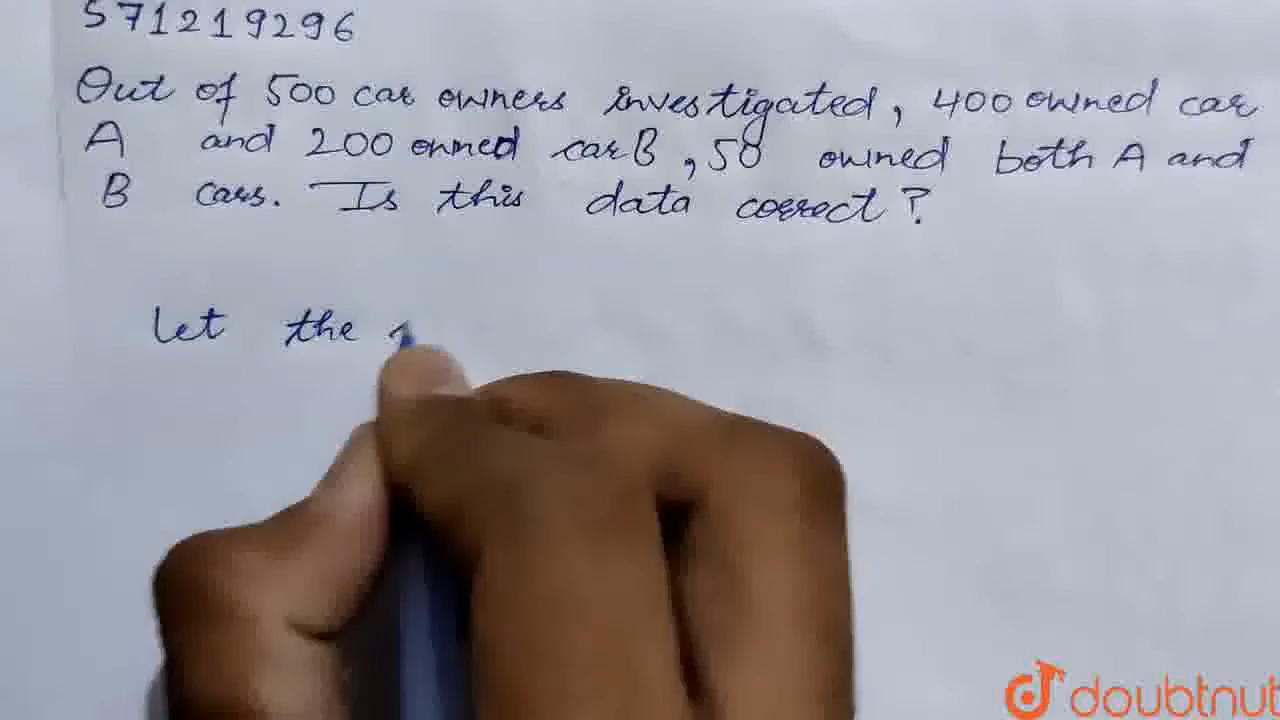 571219296
Out of 500 car owners investigated, 400 owned car
A and 200 owned car B, 50 owned both A and
B cars. Is this data correct?
Let the
doubtnut